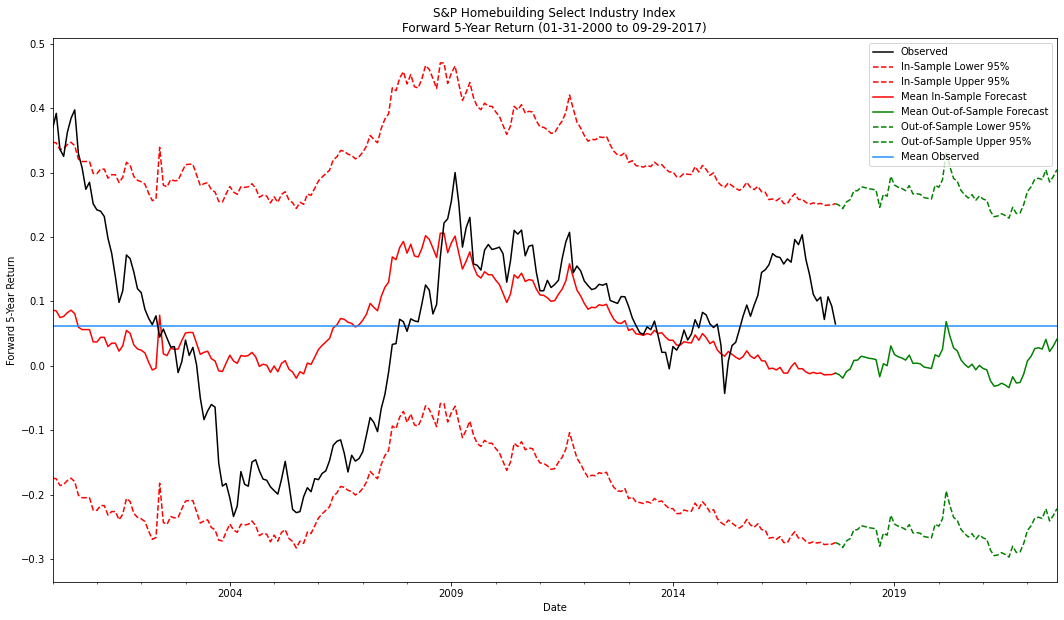 S&P Homebuilding Select Industry Index
Forward 5-Year Return (01-31-2000 to 09-29-2017)
Observed
In-Sample Lower 95%
In-Sample Upper 95%
Mean In-Sample Forecast
Mean Out-of-Sample Forecast
Out-of-Sample Lower 95%
Out-of-Sample Upper 95%
Mean Observed
Forward 5-Year Return
0.5
0.4
0.3
0.2
0.1
0.0
−0.1
−0.2
−0.3
2004
2009
2014
2019
Date